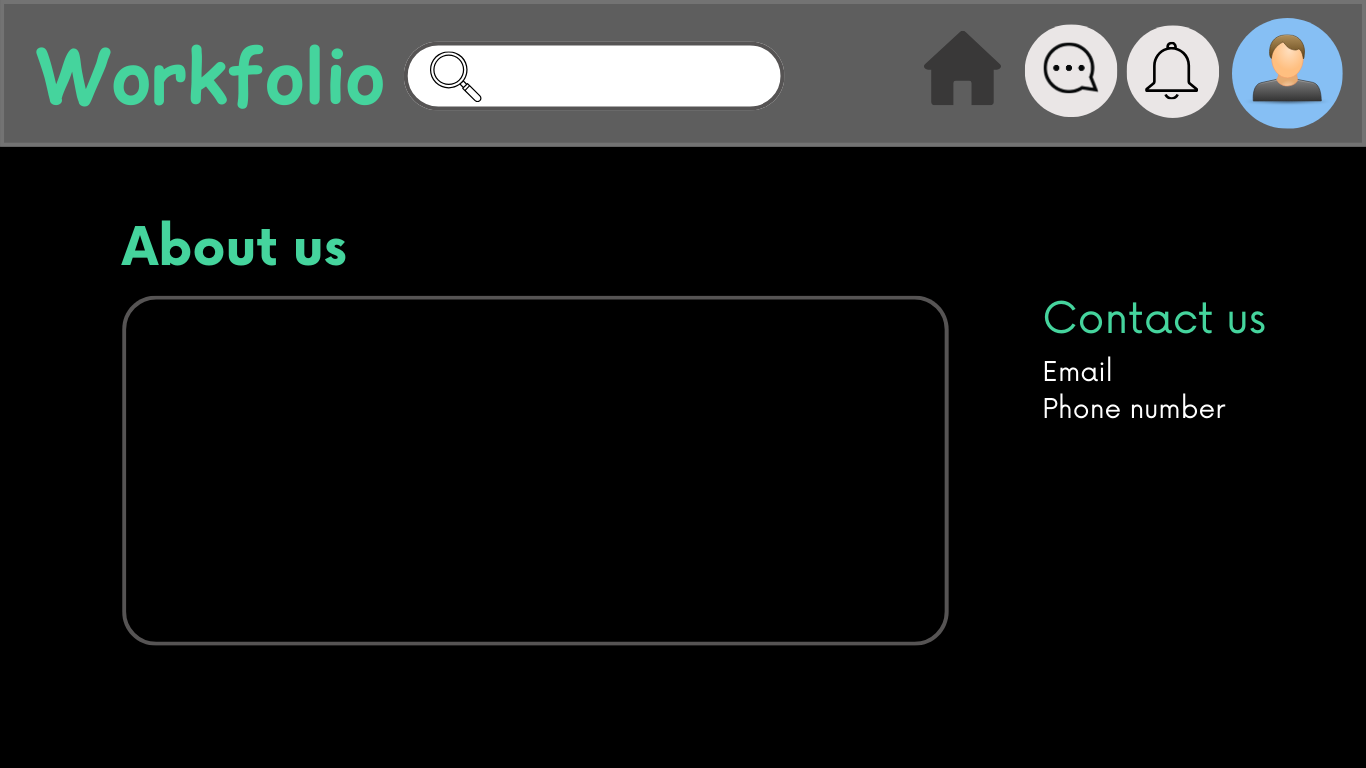 Workfolio
About us
Contact us
Email
Phone number